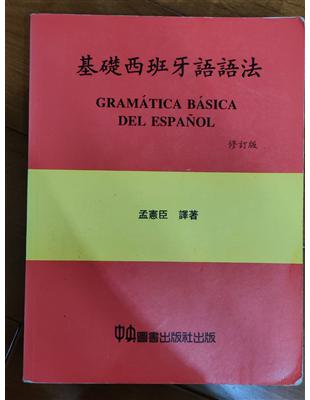 基礎西班牙語語法
GRAMÁTICA BÁSICA
DEL ESPAÑOL
修訂版
孟憲臣 譯著
中央圖書出版社出版